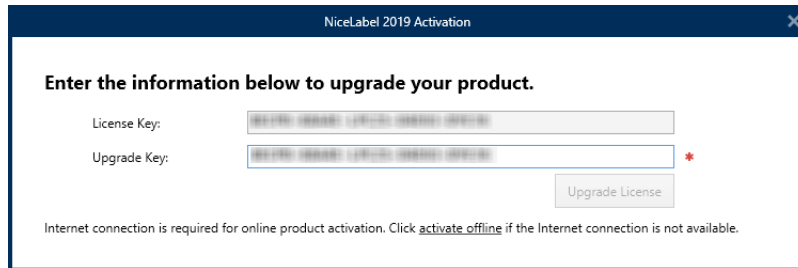 NiceLabel 2019 Activation
Enter the information below to upgrade your product.
License Key:
Upgrade Key:
*
Upgrade License
Internet connection is required for online product activation. Click activate offline if the Internet connection is not available.